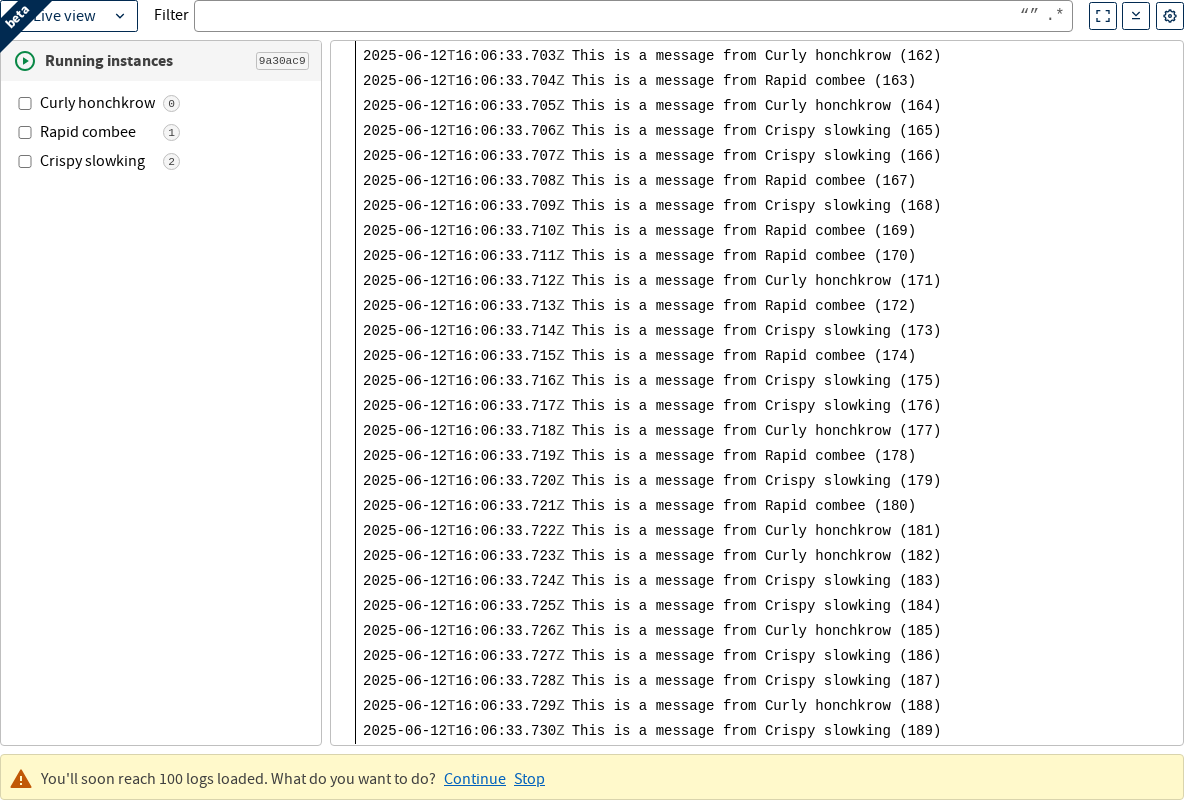 beta
Live view
Filter
“” .*
Running instances 9a30ac9
Curly honchkrow 0
Rapid combee 1
Crispy slowking 2
2025-06-12T16:06:33.703Z This is a message from Curly honchkrow (162)
2025-06-12T16:06:33.704Z This is a message from Rapid combee (163)
2025-06-12T16:06:33.705Z This is a message from Curly honchkrow (164)
2025-06-12T16:06:33.706Z This is a message from Crispy slowking (165)
2025-06-12T16:06:33.707Z This is a message from Crispy slowking (166)
2025-06-12T16:06:33.708Z This is a message from Rapid combee (167)
2025-06-12T16:06:33.709Z This is a message from Crispy slowking (168)
2025-06-12T16:06:33.710Z This is a message from Rapid combee (169)
2025-06-12T16:06:33.711Z This is a message from Rapid combee (170)
2025-06-12T16:06:33.712Z This is a message from Curly honchkrow (171)
2025-06-12T16:06:33.713Z This is a message from Rapid combee (172)
2025-06-12T16:06:33.714Z This is a message from Crispy slowking (173)
2025-06-12T16:06:33.715Z This is a message from Rapid combee (174)
2025-06-12T16:06:33.716Z This is a message from Crispy slowking (175)
2025-06-12T16:06:33.717Z This is a message from Crispy slowking (176)
2025-06-12T16:06:33.718Z This is a message from Curly honchkrow (177)
2025-06-12T16:06:33.719Z This is a message from Rapid combee (178)
2025-06-12T16:06:33.720Z This is a message from Crispy slowking (179)
2025-06-12T16:06:33.721Z This is a message from Rapid combee (180)
2025-06-12T16:06:33.722Z This is a message from Curly honchkrow (181)
2025-06-12T16:06:33.723Z This is a message from Curly honchkrow (182)
2025-06-12T16:06:33.724Z This is a message from Crispy slowking (183)
2025-06-12T16:06:33.725Z This is a message from Crispy slowking (184)
2025-06-12T16:06:33.726Z This is a message from Curly honchkrow (185)
2025-06-12T16:06:33.727Z This is a message from Crispy slowking (186)
2025-06-12T16:06:33.728Z This is a message from Crispy slowking (187)
2025-06-12T16:06:33.729Z This is a message from Curly honchkrow (188)
2025-06-12T16:06:33.730Z This is a message from Crispy slowking (189)
You'll soon reach 100 logs loaded. What do you want to do? Continue Stop